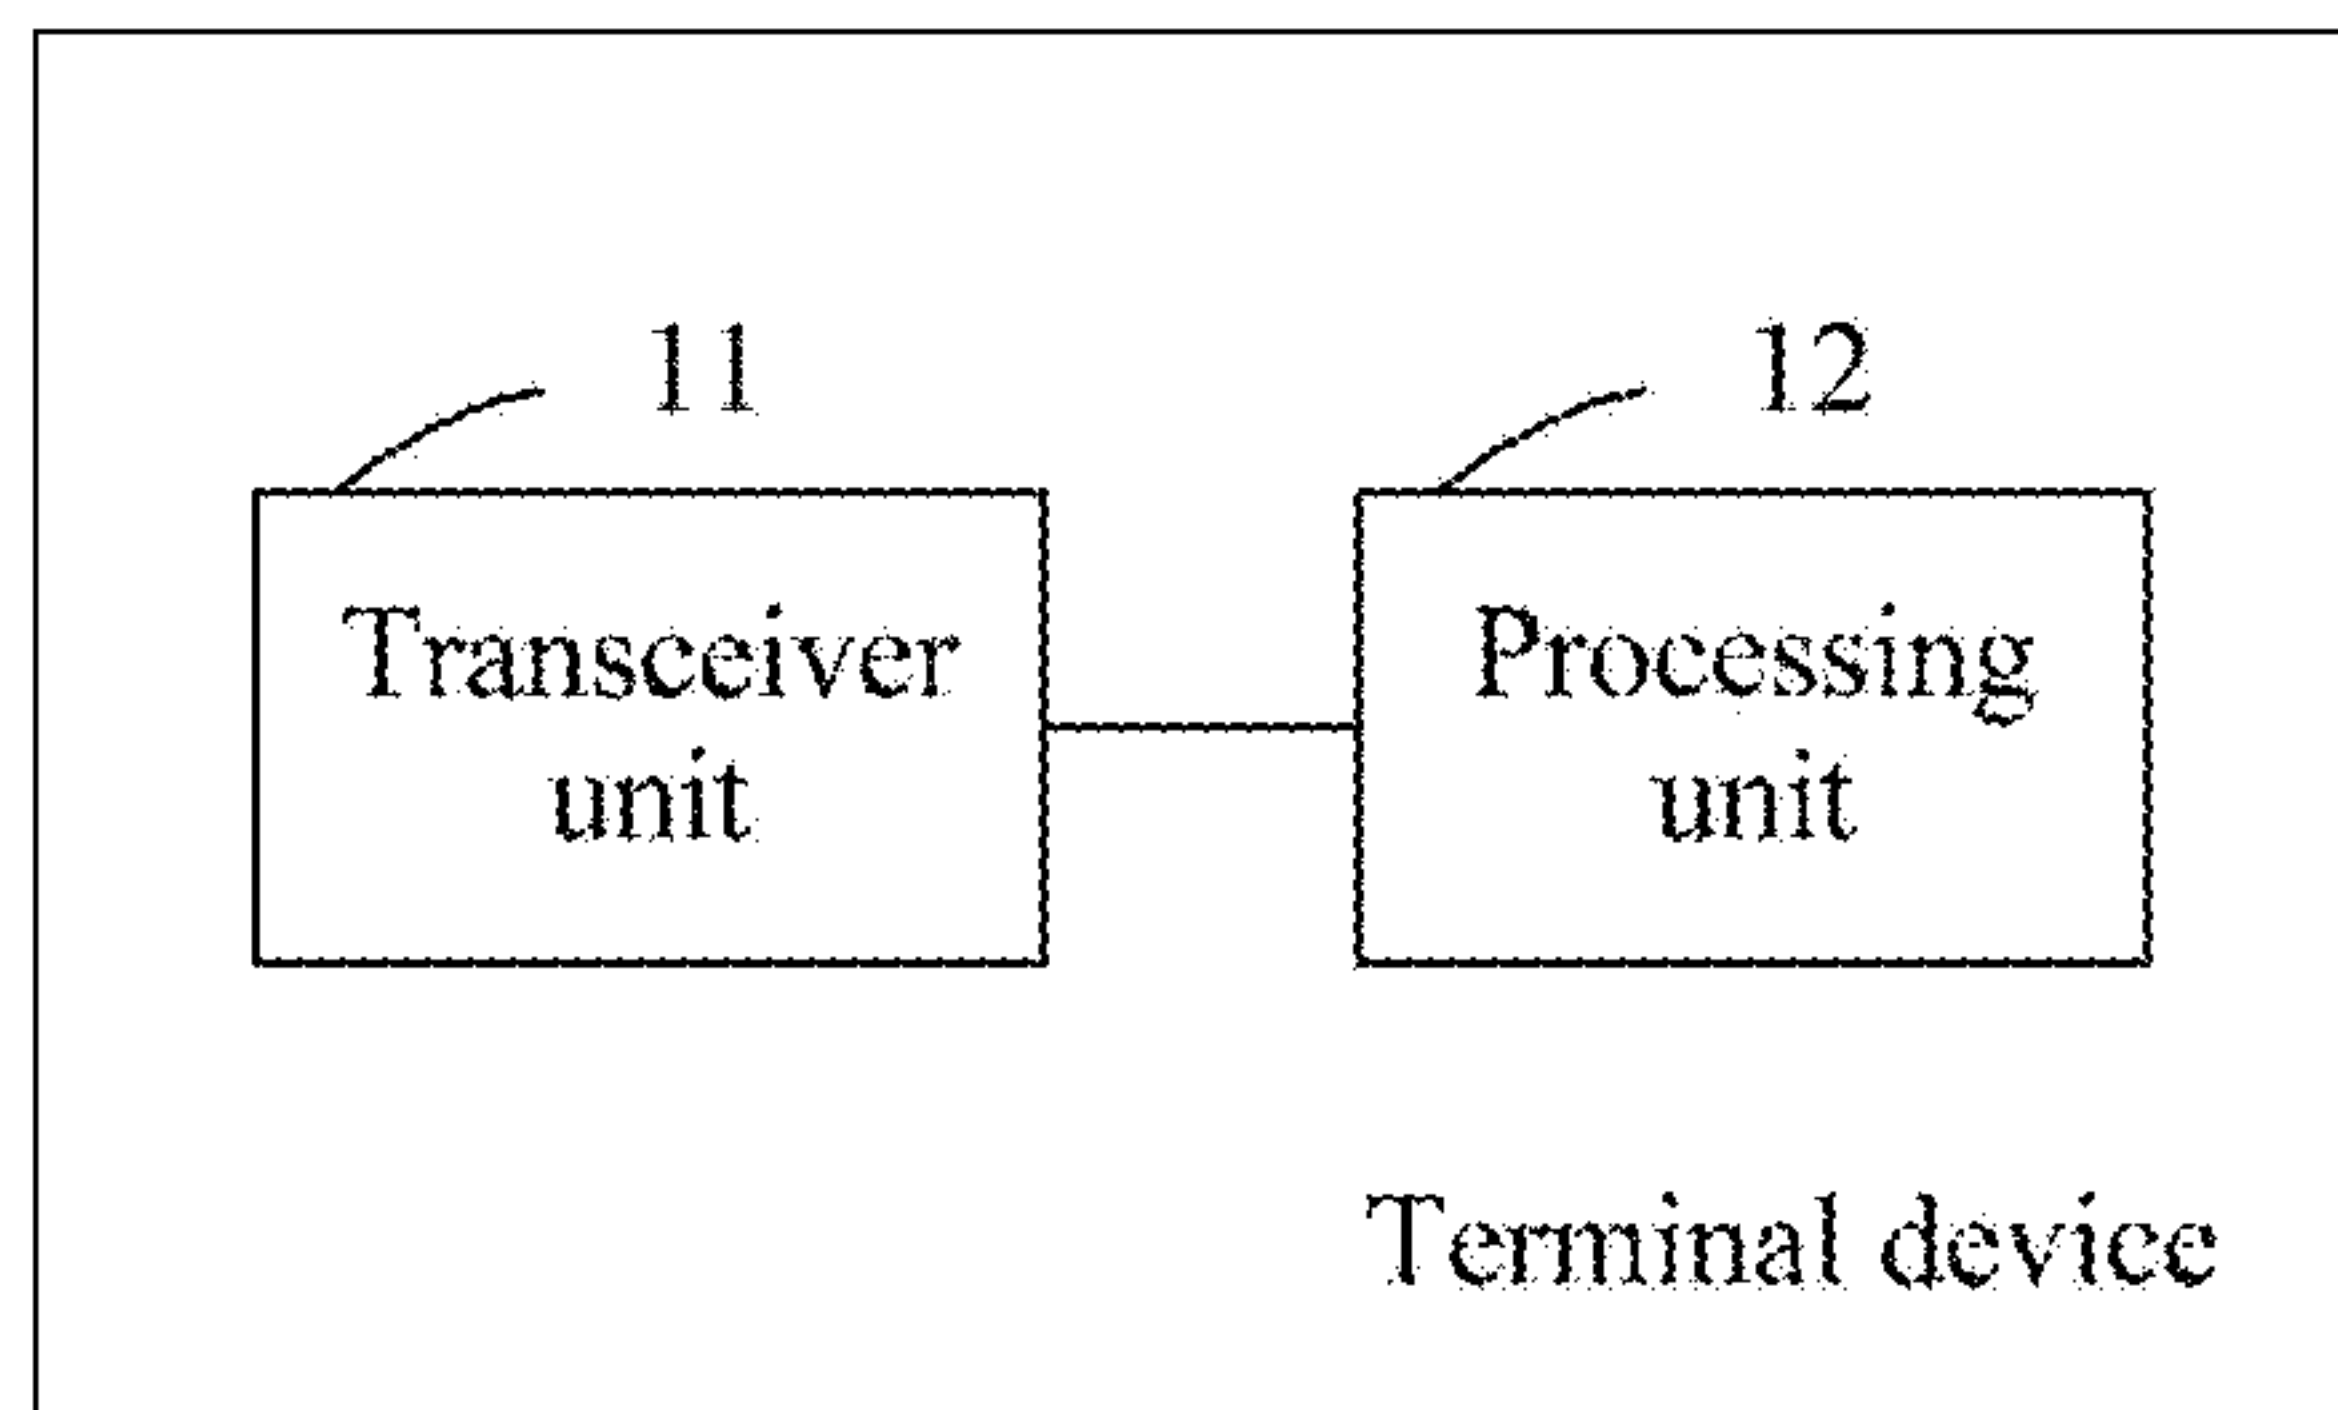 11
12
Transceiver
unit
Processing
unit
Terminal device